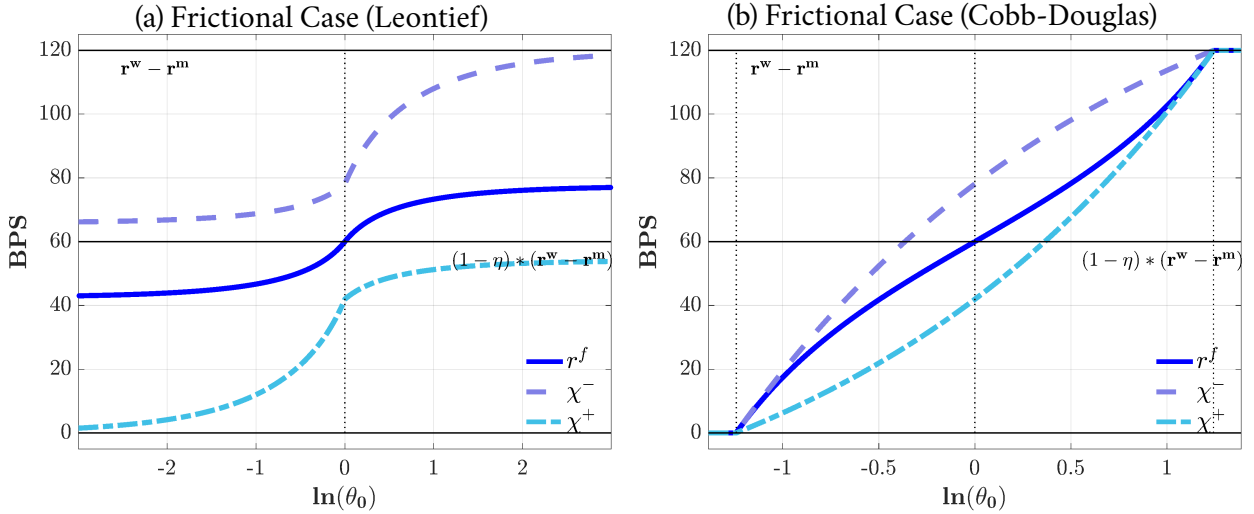 (a) Frictional Case (Leontief)
120
100
80
60
40
20
0
BPS
r^w − r^m
(1 − η) * (r^w − r^m)
r^f
χ^−
χ^+
-2
-1
0
1
2
ln(θ_0)
(b) Frictional Case (Cobb-Douglas)
120
100
80
60
40
20
0
BPS
r^w − r^m
(1 − η) * (r^w − r^m)
r^f
χ^−
χ^+
-1
-0.5
0
0.5
1
ln(θ_0)